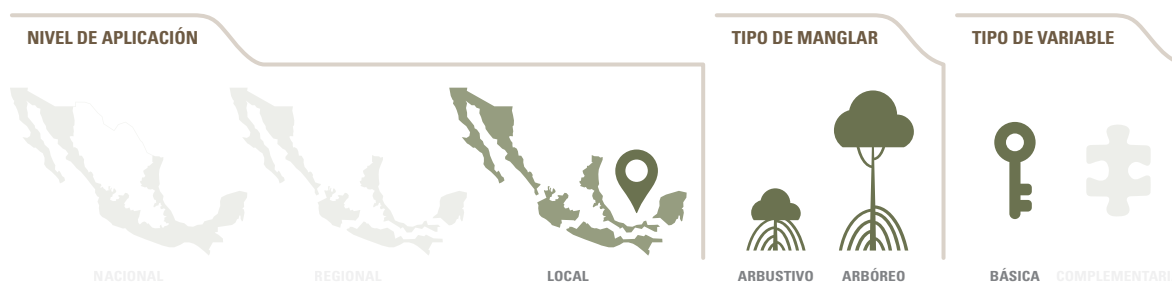 NIVEL DE APLICACIÓN
TIPO DE MANGLAR
TIPO DE VARIABLE
NACIONAL
REGIONAL
LOCAL
ARBUSTIVO
ARBÓREO
BÁSICA
COMPLEMENTARI